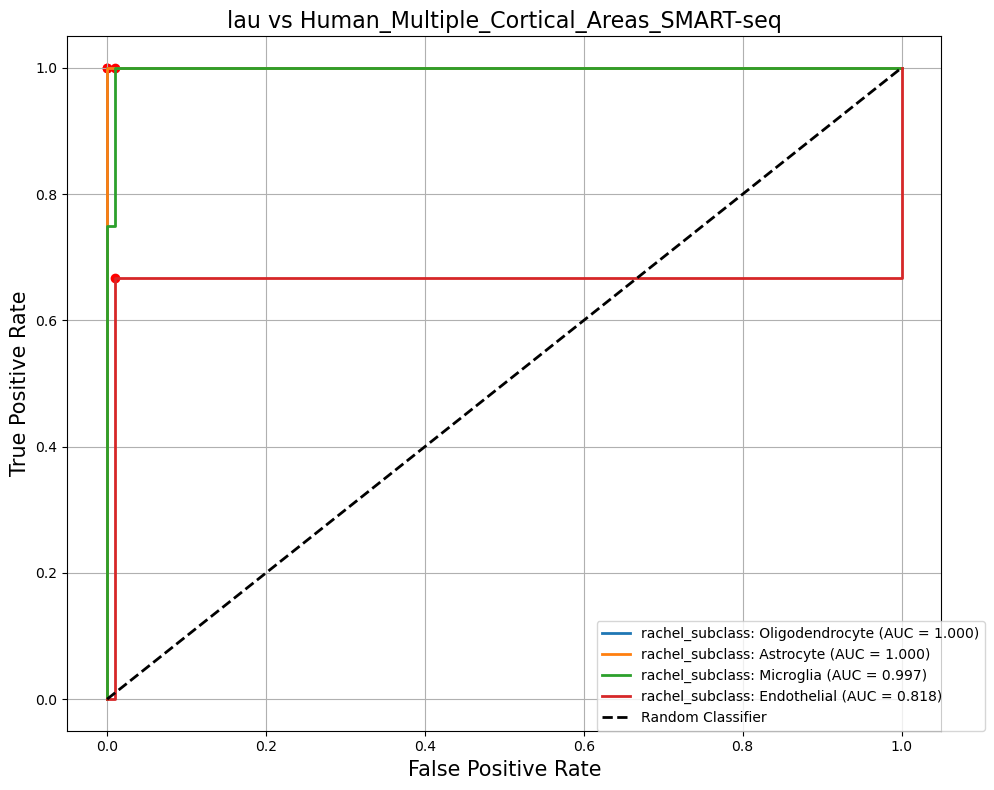 lau vs Human_Multiple_Cortical_Areas_SMART-seq
True Positive Rate
1.0
0.8
0.6
0.4
0.2
0.0
rachel_subclass: Oligodendrocyte (AUC = 1.000)
rachel_subclass: Astrocyte (AUC = 1.000)
rachel_subclass: Microglia (AUC = 0.997)
rachel_subclass: Endothelial (AUC = 0.818)
Random Classifier
0.0 0.2 0.4 0.6 0.8 1.0
False Positive Rate